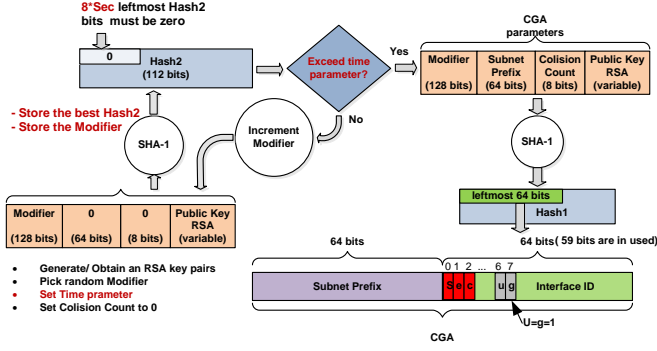 8*Sec leftmost Hash2
bits must be zero
0
Hash2
(112 bits)
Exceed time
parameter?
Yes
No
CGA
parameters
Modifier
(128 bits)
Subnet
Prefix
(64 bits)
Colision
Count
(8 bits)
Public Key
RSA
(variable)
- Store the best Hash2
- Store the Modifier
SHA-1
Increment
Modifier
SHA-1
leftmost 64 bits
Hash1
Modifier
(128 bits)
0
(64 bits)
0
(8 bits)
Public Key
RSA
(variable)
64 bits
64 bits( 59 bits are in used)
• Generate/ Obtain an RSA key pairs
• Pick random Modifier
• Set Time prameter
• Set Colision Count to 0
0 1 2 ... 6 7
Subnet Prefix
S e c
u g
Interface ID
U=g=1
CGA